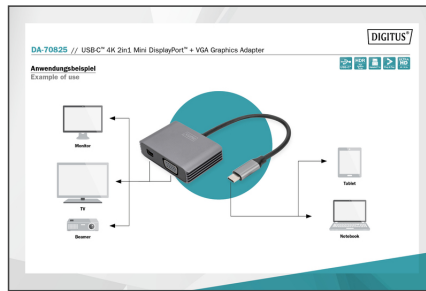 DIGITUS®
DA-70825 // USB-C™ 4K 2in1 Mini DisplayPort™ + VGA Graphics Adapter
Anwendungsbeispiel
Example of use
Monitor
TV
Beamer
Tablet
Notebook